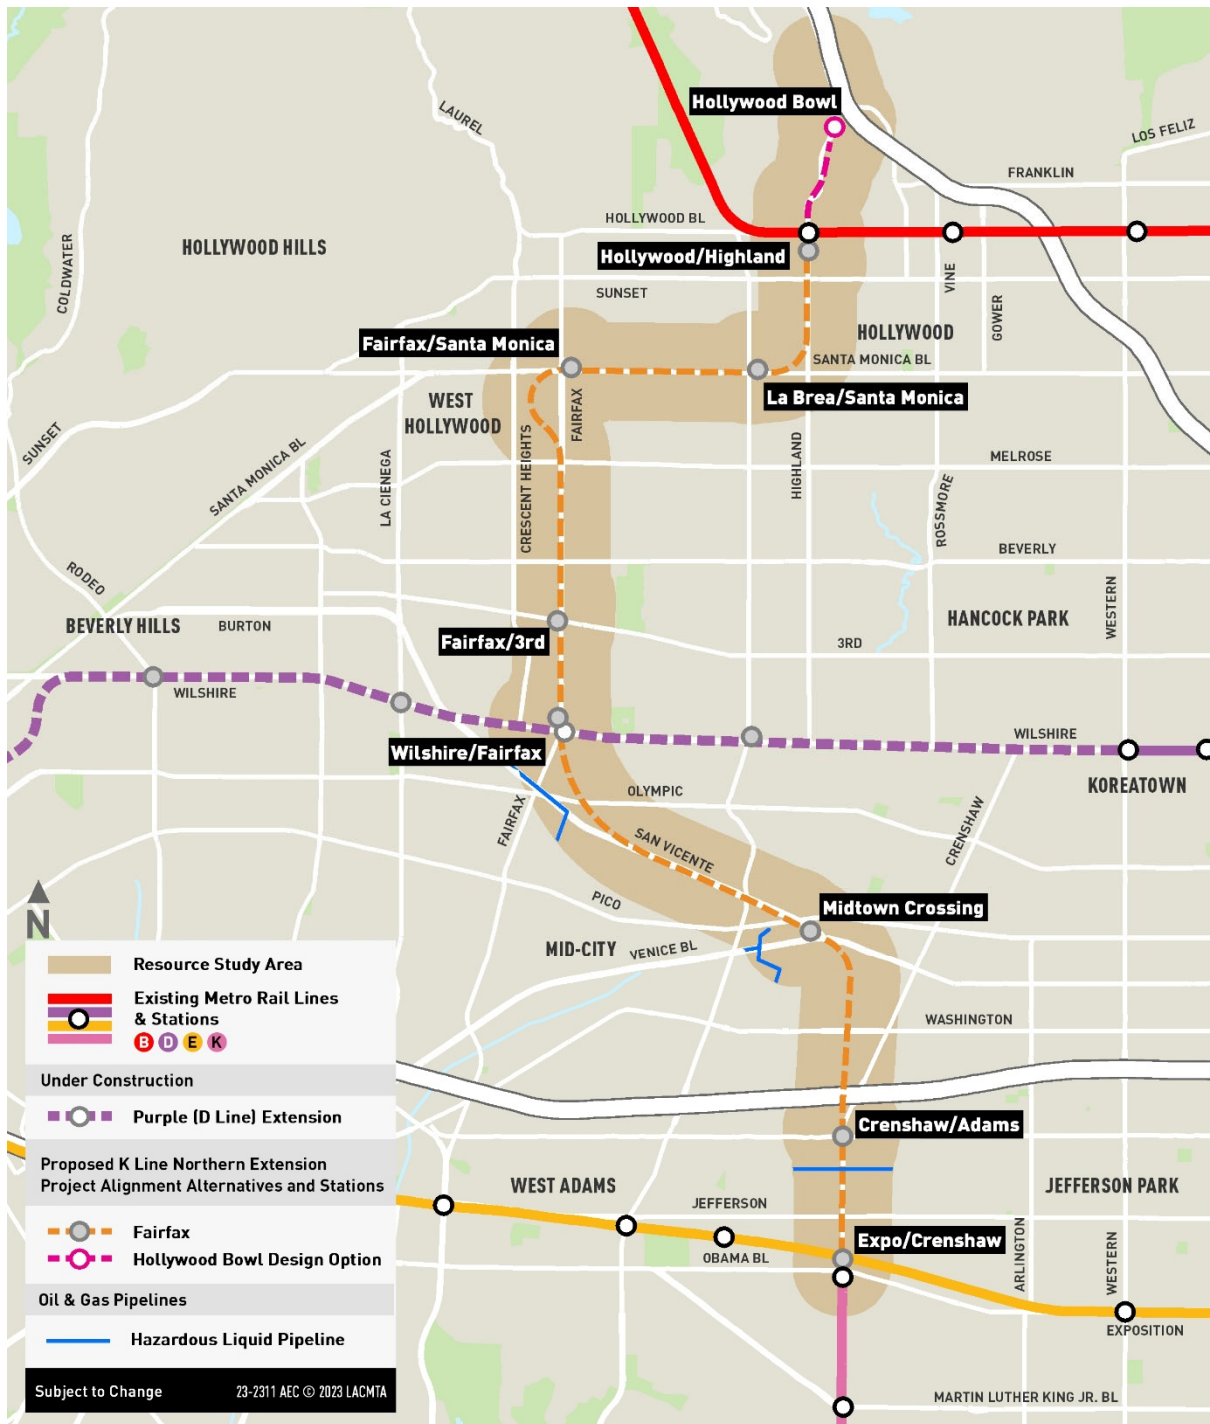 Hollywood Bowl
LAUREL
LOS FELIZ
FRANKLIN
HOLLYWOOD BL
HOLLYWOOD HILLS
Hollywood/Highland
COLDWATER
SUNSET
VINE
GOWER
HOLLYWOOD
Fairfax/Santa Monica
SANTA MONICA BL
WEST
HOLLYWOOD
La Brea/Santa Monica
FAIRFAX
SUNSET
CRESCENT HEIGHTS
HIGHLAND
MELROSE
SANTA MONICA BL
LA CIENEGA
ROSSMORE
BEVERLY
RODEO
WESTERN
BEVERLY HILLS
BURTON
HANCOCK PARK
Fairfax/3rd
3RD
WILSHIRE
WILSHIRE
Wilshire/Fairfax
KOREATOWN
OLYMPIC
FAIRFAX
SAN VICENTE
CRENSHAW
PICO
Midtown Crossing
N
MID-CITY
VENICE BL
WASHINGTON
Crenshaw/Adams
WEST ADAMS
JEFFERSON
JEFFERSON PARK
Expo/Crenshaw
OBAMA BL
ARLINGTON
WESTERN
EXPOSITION
MARTIN LUTHER KING JR. BL
Resource Study Area
Existing Metro Rail Lines
& Stations
B D E K
Under Construction
Purple (D Line) Extension
Proposed K Line Northern Extension
Project Alignment Alternatives and Stations
Fairfax
Hollywood Bowl Design Option
Oil & Gas Pipelines
Hazardous Liquid Pipeline
Subject to Change 23-2311 AEC © 2023 LACMTA